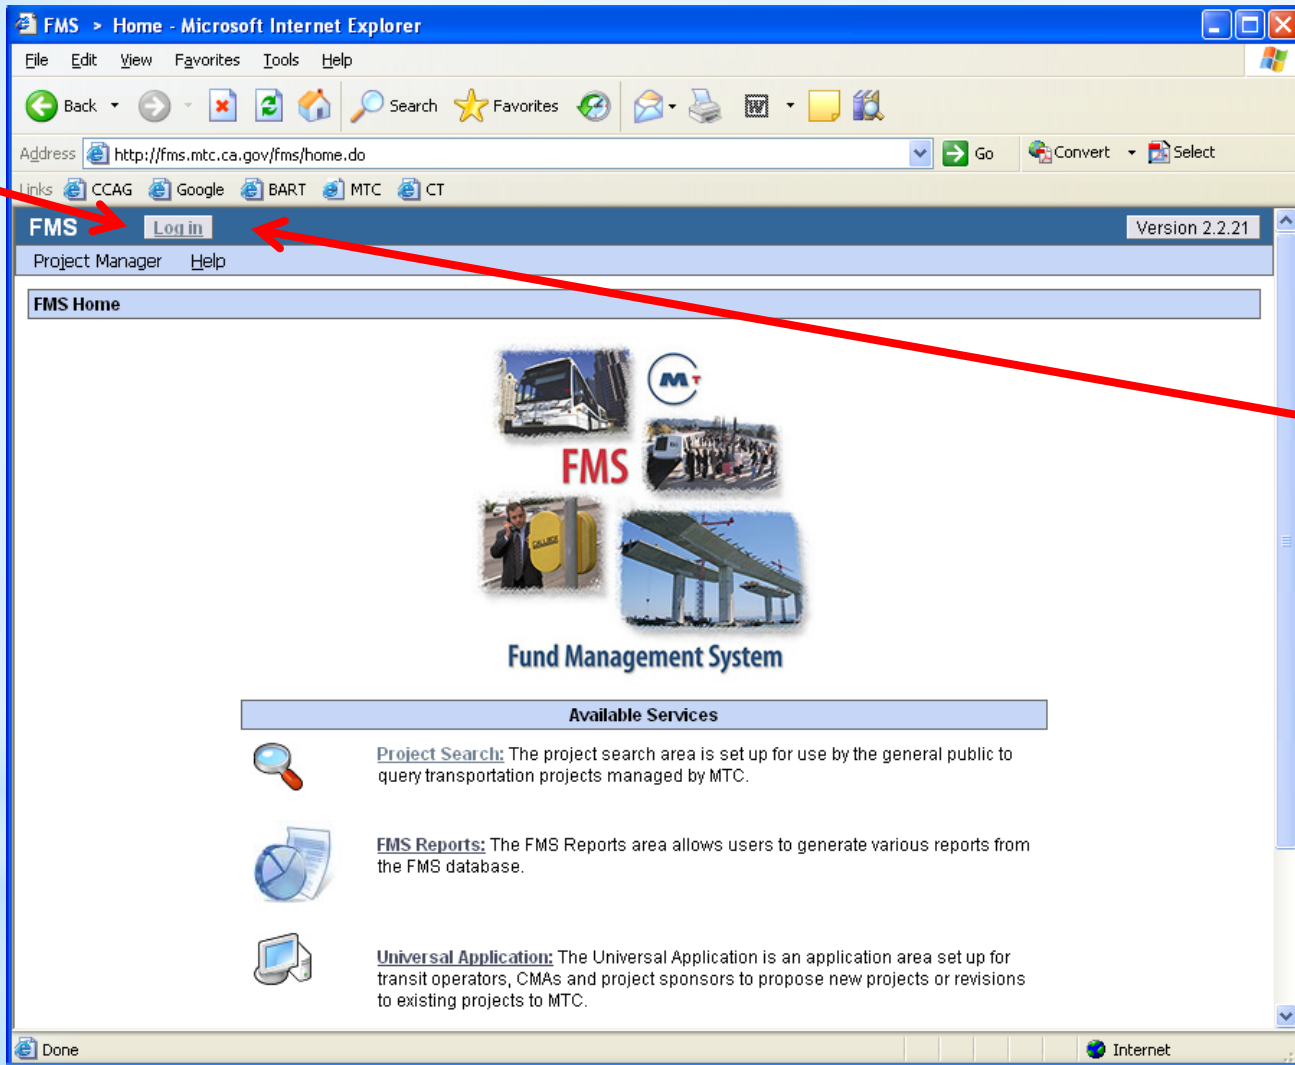 FMS > Home - Microsoft Internet Explorer
File Edit View Favorites Tools Help
Back Search Favorites
Address http://fms.mtc.ca.gov/fms/home.do Go Convert Select
Links CCAG Google BART MTC CT
FMS Log in Version 2.2.21
Project Manager Help
FMS Home
M T
FMS
CALLBOX
Fund Management System
Available Services
Project Search: The project search area is set up for use by the general public to
query transportation projects managed by MTC.
FMS Reports: The FMS Reports area allows users to generate various reports from
the FMS database.
Universal Application: The Universal Application is an application area set up for
transit operators, CMAs and project sponsors to propose new projects or revisions
to existing projects to MTC.
Done Internet